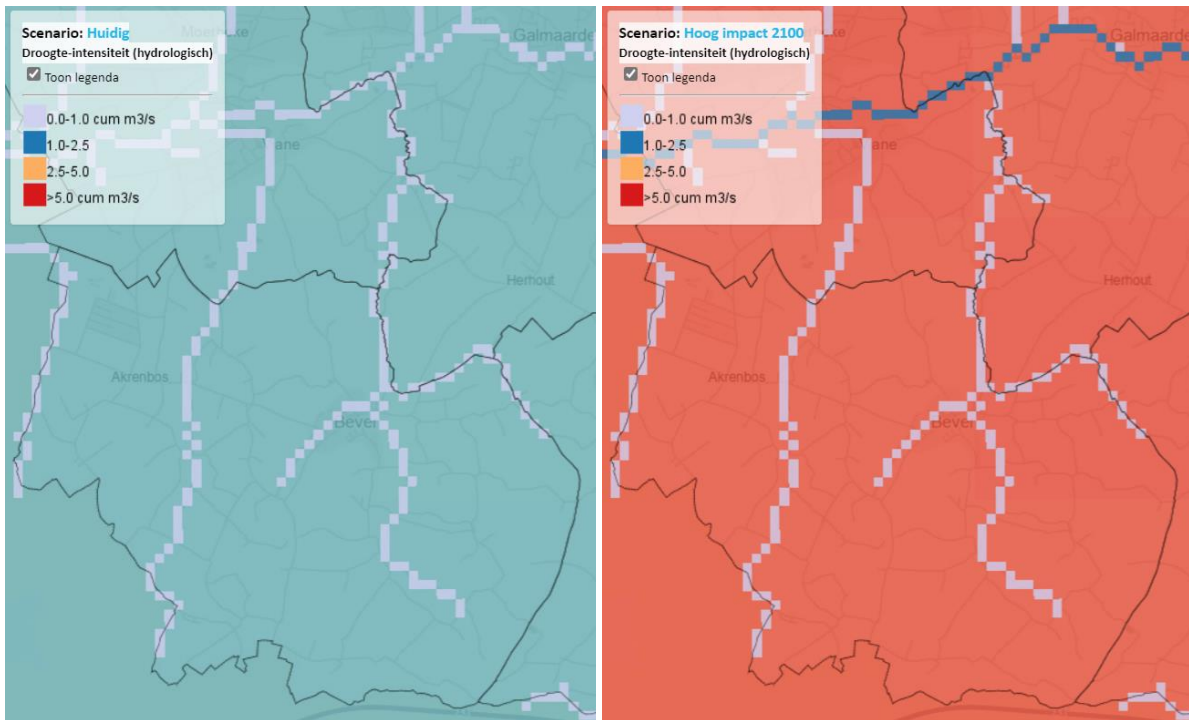 Scenario: Huidig
Droogte-intensiteit (hydrologisch)
Toon legenda
0.0-1.0 cum m3/s
1.0-2.5
2.5-5.0
>5.0 cum m3/s
Galmaarde
Herhout
Akrenbos
Bever
Scenario: Hoog impact 2100
Droogte-intensiteit (hydrologisch)
Toon legenda
0.0-1.0 cum m3/s
1.0-2.5
2.5-5.0
>5.0 cum m3/s
Galmaarde
Herhout
Akrenbos
Bever